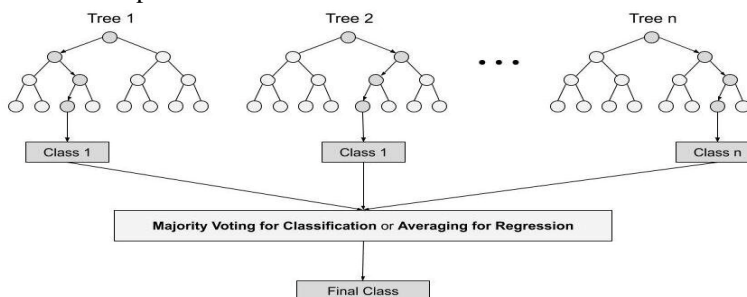 Tree 1 Tree 2 Tree n
Class 1 Class 1 Class n
Majority Voting for Classification or Averaging for Regression
Final Class